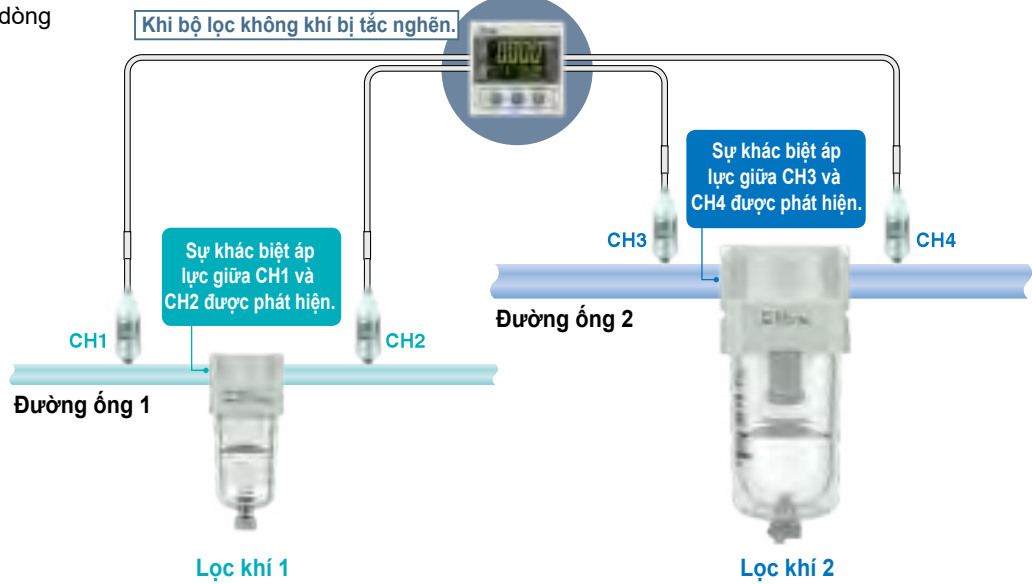 dòng
Khi bộ lọc không khí bị tắc nghẽn.
Sự khác biệt áp
lực giữa CH3 và
CH4 được phát hiện.
CH3
CH4
Sự khác biệt áp
lực giữa CH1 và
CH2 được phát hiện.
Đường ống 2
CH1
CH2
Đường ống 1
Lọc khí 1
Lọc khí 2